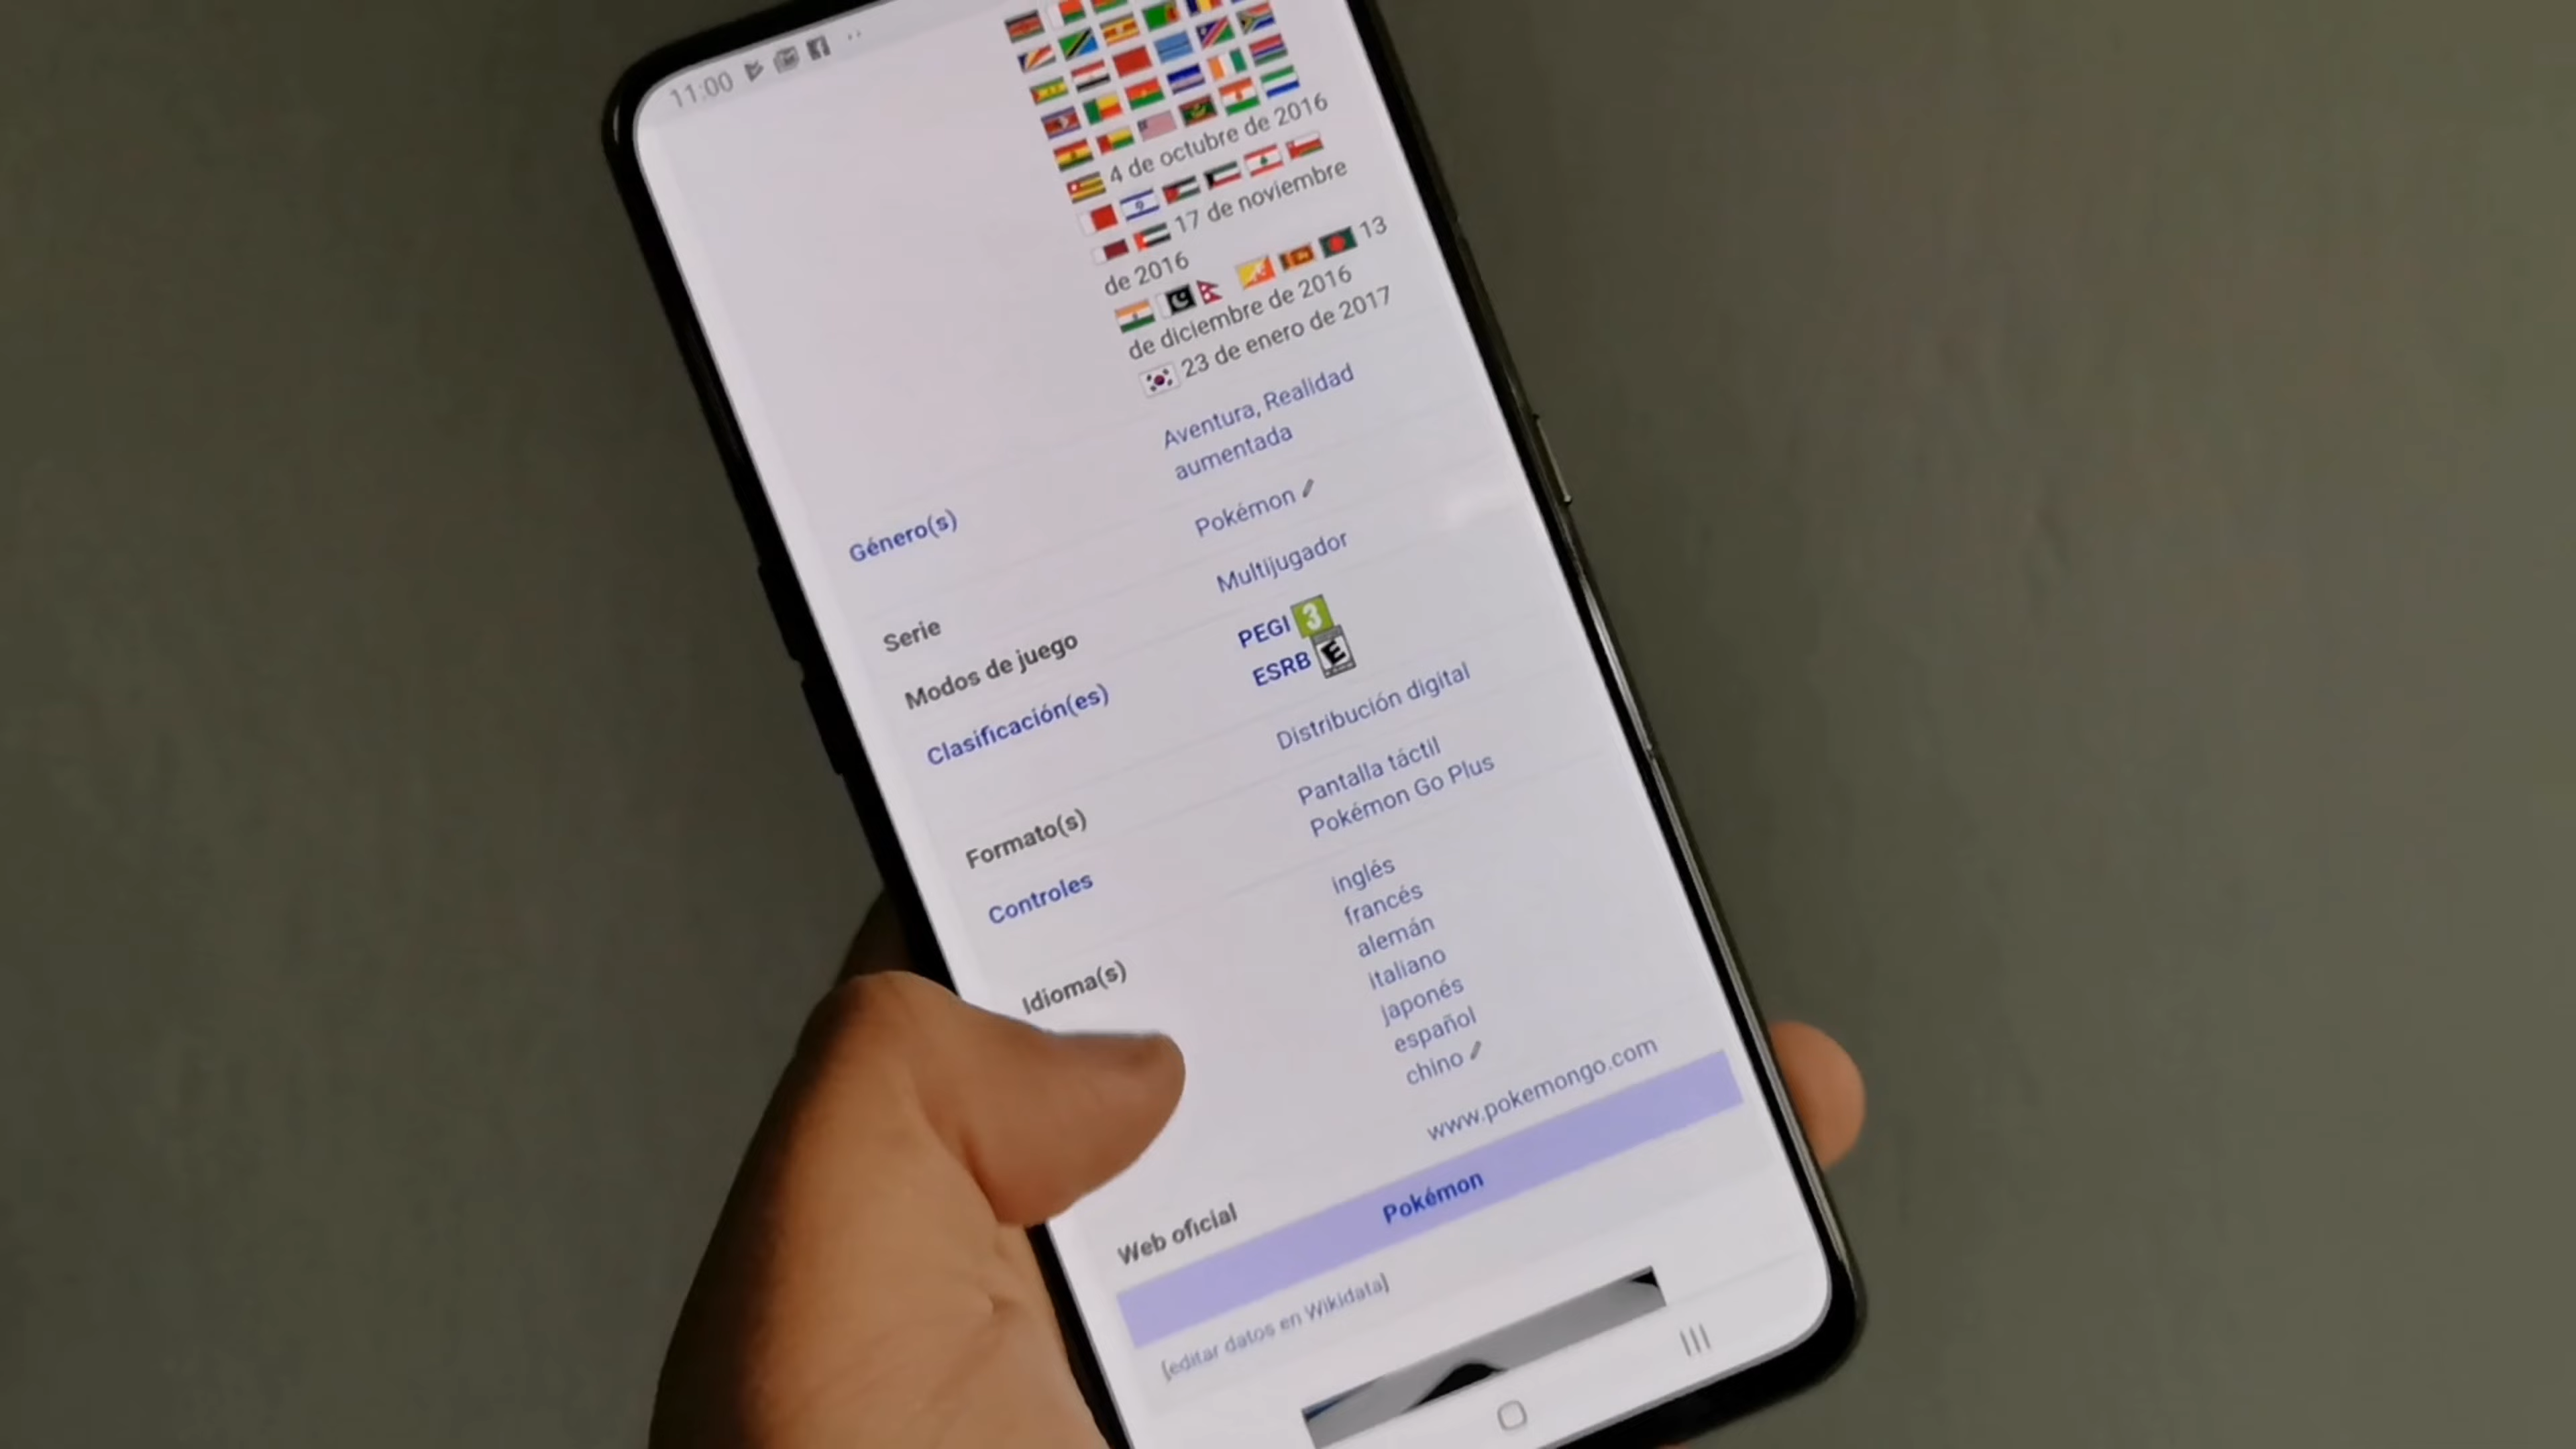 11:00
4 de octubre de 2016
17 de noviembre
de 2016
13
de diciembre de 2016
23 de enero de 2017
Género(s)
Aventura, Realidad
aumentada
Serie
Pokémon
Modos de juego
Multijugador
Clasificación(es)
PEGI 3
ESRB E
Formato(s)
Distribución digital
Controles
Pantalla táctil
Pokémon Go Plus
Idioma(s)
inglés
francés
alemán
italiano
japonés
español
chino
Web oficial
www.pokemongo.com
Pokémon
[editar datos en Wikidata]